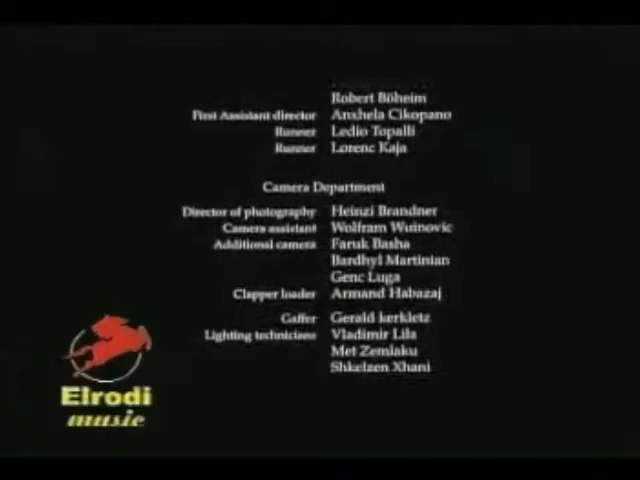 Robert Böheim
First Assistant director Anxhela Cikopano
Runner Ledio Topalli
Runner Lorenc Kaja
Camera Department
Director of photography Heinzi Brandner
Camera assistant Wolfram Wuinovic
Additional camera Faruk Basha
Bardhyl Martinian
Genc Luga
Clapper loader Armand Habazaj
Gaffer Gerald kerkletz
Lighting technicians Vladimir Lila
Met Zemlaku
Shkelzen Xhani
Elrodi
music